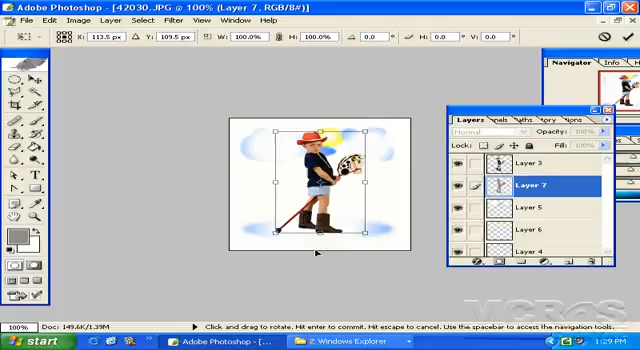 Adobe Photoshop - [42030.JPG @ 100% (Layer 7, RGB/8#)]
File Edit Image Layer Select Filter View Window Help
X: 113.5 px Y: 109.5 px W: 100.0% H: 100.0% 0.0 H: 0.0 V: 0.0
Navigator Info
Layers
Normal Opacity: 100%
Lock: Fill: 100%
Layer 3
Layer 7
Layer 5
Layer 6
Layer 4
100% Doc: 149.6K/1.39M Click and drag to rotate. Hit enter to commit. Hit escape to cancel. Use the spacebar to access the navigation tools.
start Adobe Photoshop - [... 2 Windows Explorer 1:29 PM